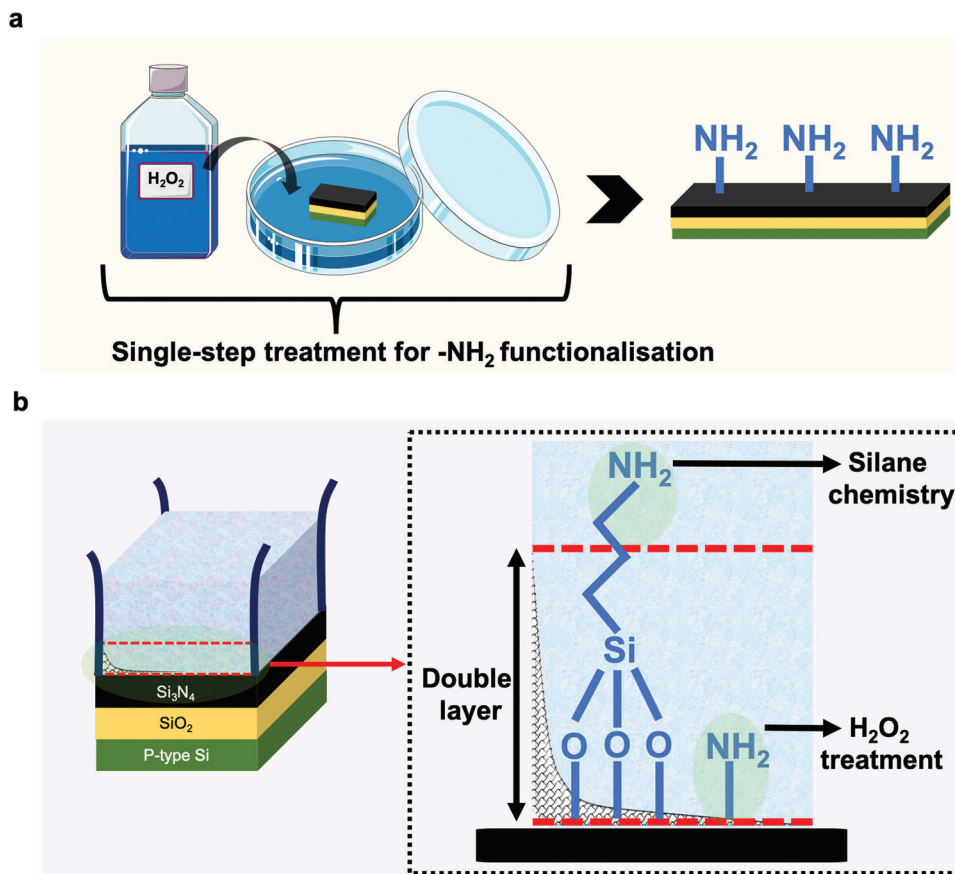 a
H₂O₂
NH₂ NH₂ NH₂
Single-step treatment for -NH₂ functionalisation
b
NH₂
Silane
chemistry
Si
Double
layer
O O O NH₂
H₂O₂
treatment
Si₃N₄
SiO₂
P-type Si